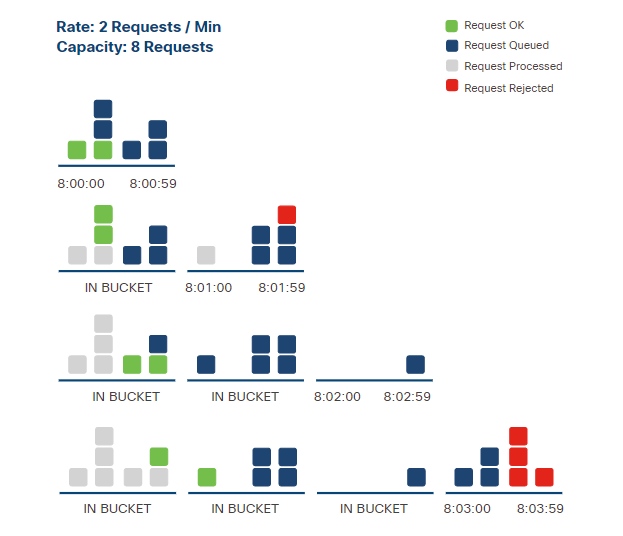 Rate: 2 Requests / Min
Capacity: 8 Requests
Request OK
Request Queued
Request Processed
Request Rejected
8:00:00 8:00:59
IN BUCKET 8:01:00 8:01:59
IN BUCKET IN BUCKET 8:02:00 8:02:59
IN BUCKET IN BUCKET IN BUCKET 8:03:00 8:03:59